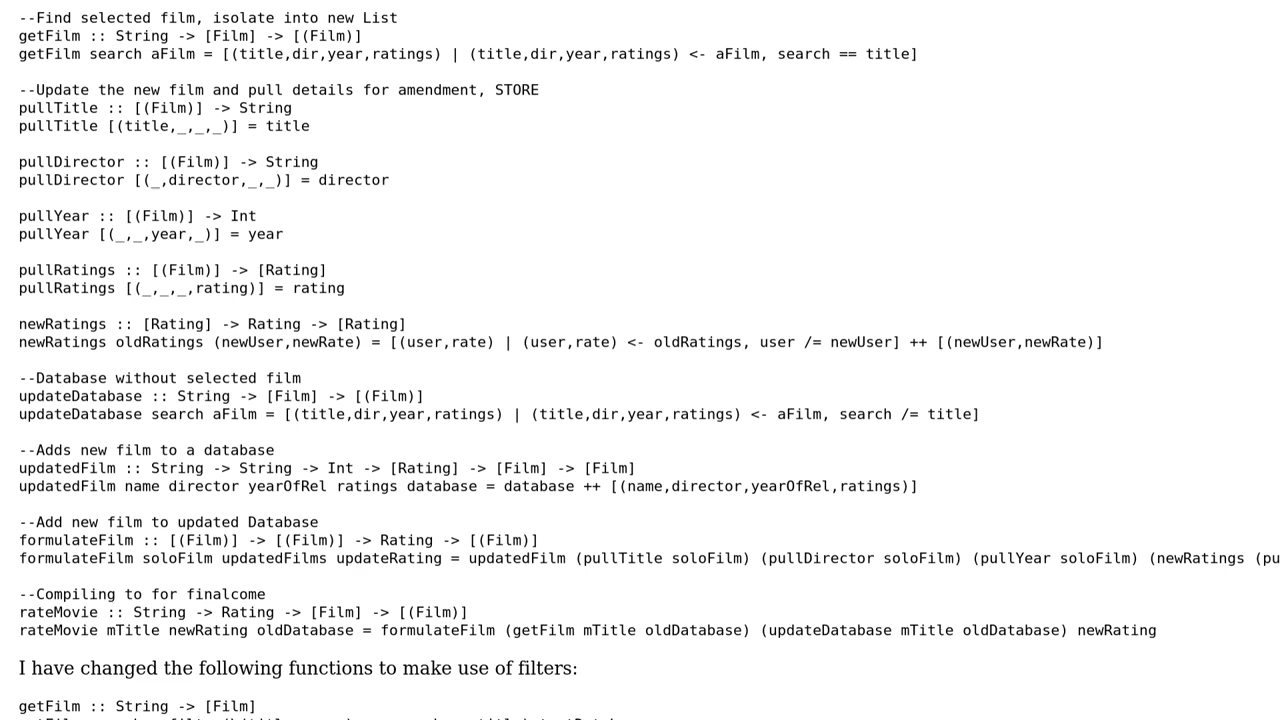 --Find selected film, isolate into new List
getFilm :: String -> [Film] -> [(Film)]
getFilm search aFilm = [(title,dir,year,ratings) | (title,dir,year,ratings) <- aFilm, search == title]
--Update the new film and pull details for amendment, STORE
pullTitle :: [(Film)] -> String
pullTitle [(title,_,_,_)] = title
pullDirector :: [(Film)] -> String
pullDirector [(_,director,_,_)] = director
pullYear :: [(Film)] -> Int
pullYear [(_,_,year,_)] = year
pullRatings :: [(Film)] -> [Rating]
pullRatings [(_,_,_,rating)] = rating
newRatings :: [Rating] -> Rating -> [Rating]
newRatings oldRatings (newUser,newRate) = [(user,rate) | (user,rate) <- oldRatings, user /= newUser] ++ [(newUser,newRate)]
--Database without selected film
updateDatabase :: String -> [Film] -> [(Film)]
updateDatabase search aFilm = [(title,dir,year,ratings) | (title,dir,year,ratings) <- aFilm, search /= title]
--Adds new film to a database
updatedFilm :: String -> String -> Int -> [Rating] -> [Film] -> [Film]
updatedFilm name director yearOfRel ratings database = database ++ [(name,director,yearOfRel,ratings)]
--Add new film to updated Database
formulateFilm :: [(Film)] -> [(Film)] -> Rating -> [(Film)]
formulateFilm soloFilm updatedFilms updateRating = updatedFilm (pullTitle soloFilm) (pullDirector soloFilm) (pullYear soloFilm) (newRatings (pu
--Compiling to for finalcome
rateMovie :: String -> Rating -> [Film] -> [(Film)]
rateMovie mTitle newRating oldDatabase = formulateFilm (getFilm mTitle oldDatabase) (updateDatabase mTitle oldDatabase) newRating
I have changed the following functions to make use of filters:
getFilm :: String -> [Film]